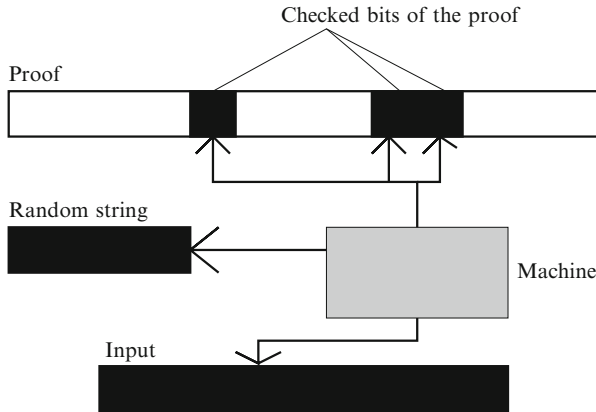 Checked bits of the proof
Proof
Random string
Machine
Input